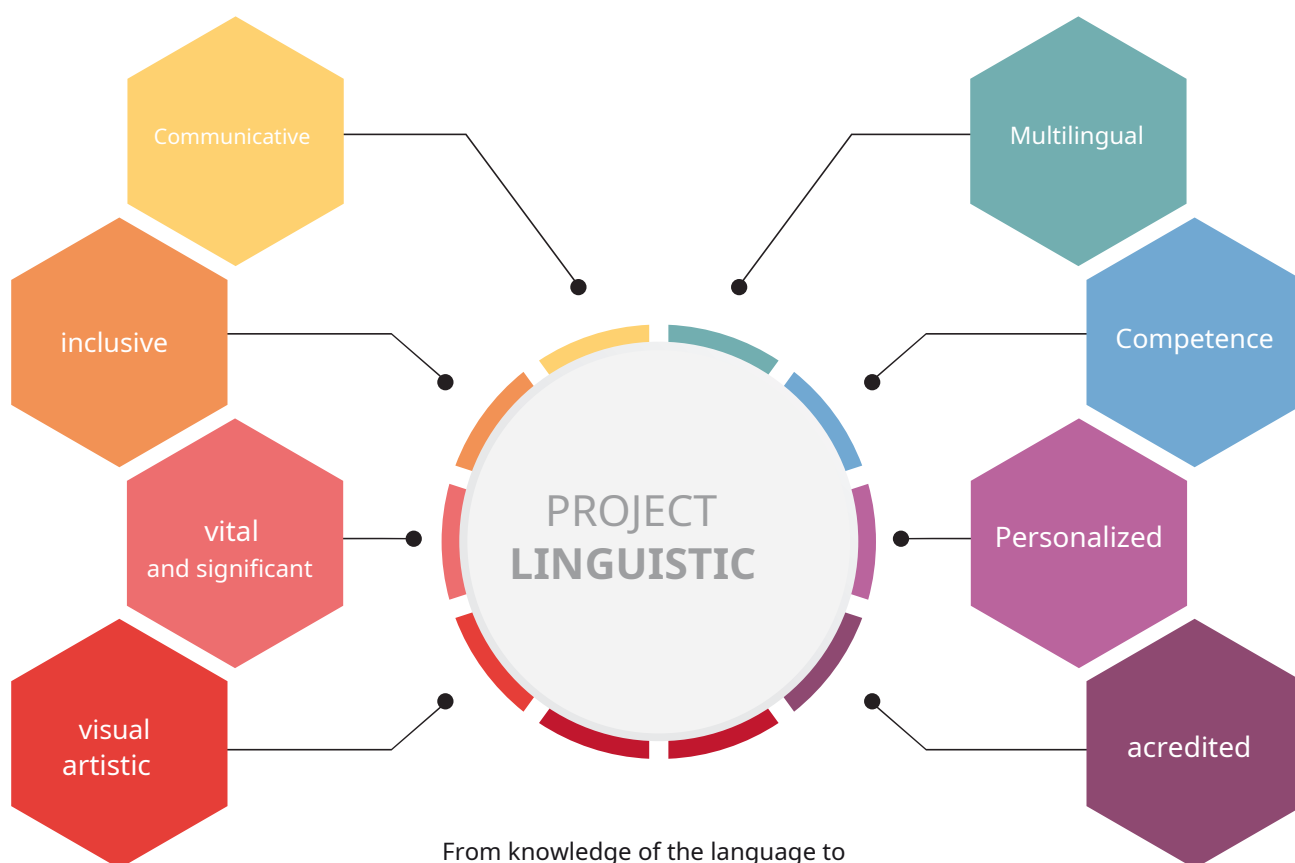 Communicative
Multilingual
inclusive
Competence
vital
and significant
Personalized
visual
artistic
acredited
PROJECT
LINGUISTIC
From knowledge of the language to